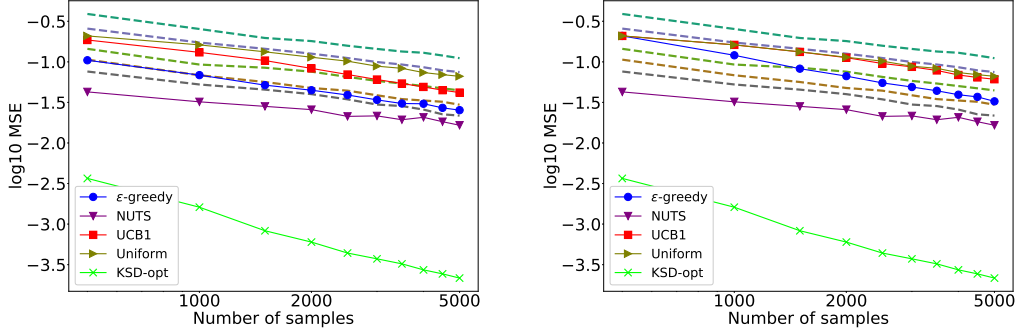 −0.5
−1.0
−1.5
−2.0
−2.5
−3.0
−3.5
log10 MSE
ε-greedy
NUTS
UCB1
Uniform
KSD-opt
1000
2000
5000
Number of samples
−0.5
−1.0
−1.5
−2.0
−2.5
−3.0
−3.5
log10 MSE
ε-greedy
NUTS
UCB1
Uniform
KSD-opt
1000
2000
5000
Number of samples